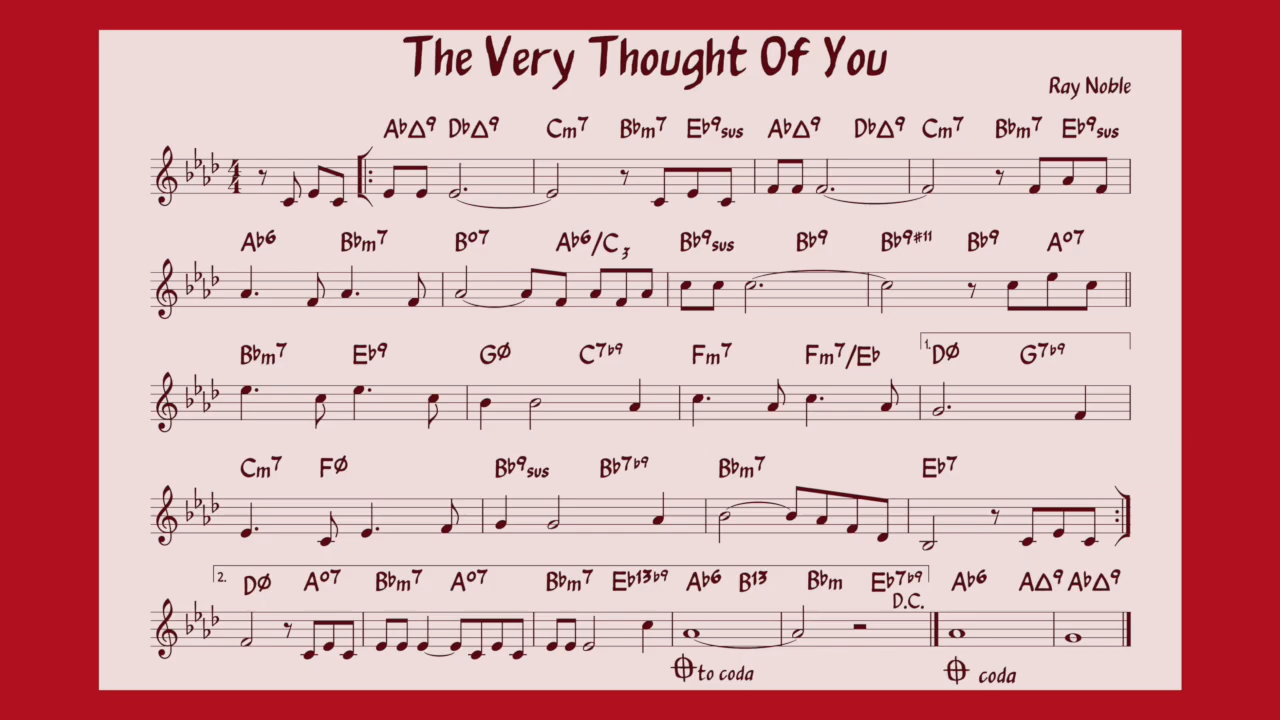 The Very Thought Of You
Ray Noble
A♭Δ9 D♭Δ9 Cm7 B♭m7 E♭9sus A♭Δ9 D♭Δ9 Cm7 B♭m7 E♭9sus
4
4
A♭6 B♭m7 B°7 A♭6/C 3 B♭9sus B♭9 B♭9#11 B♭9 A°7
B♭m7 E♭9 GØ C7♭9 Fm7 Fm7/E♭ 1. DØ G7♭9
Cm7 FØ B♭9sus B♭7♭9 B♭m7 E♭7
2. DØ A°7 B♭m7 A°7 B♭m7 E♭13♭9 A♭6 B13 B♭m E♭7♭9 A♭6 AΔ9 A♭Δ9
D.C.
to coda coda